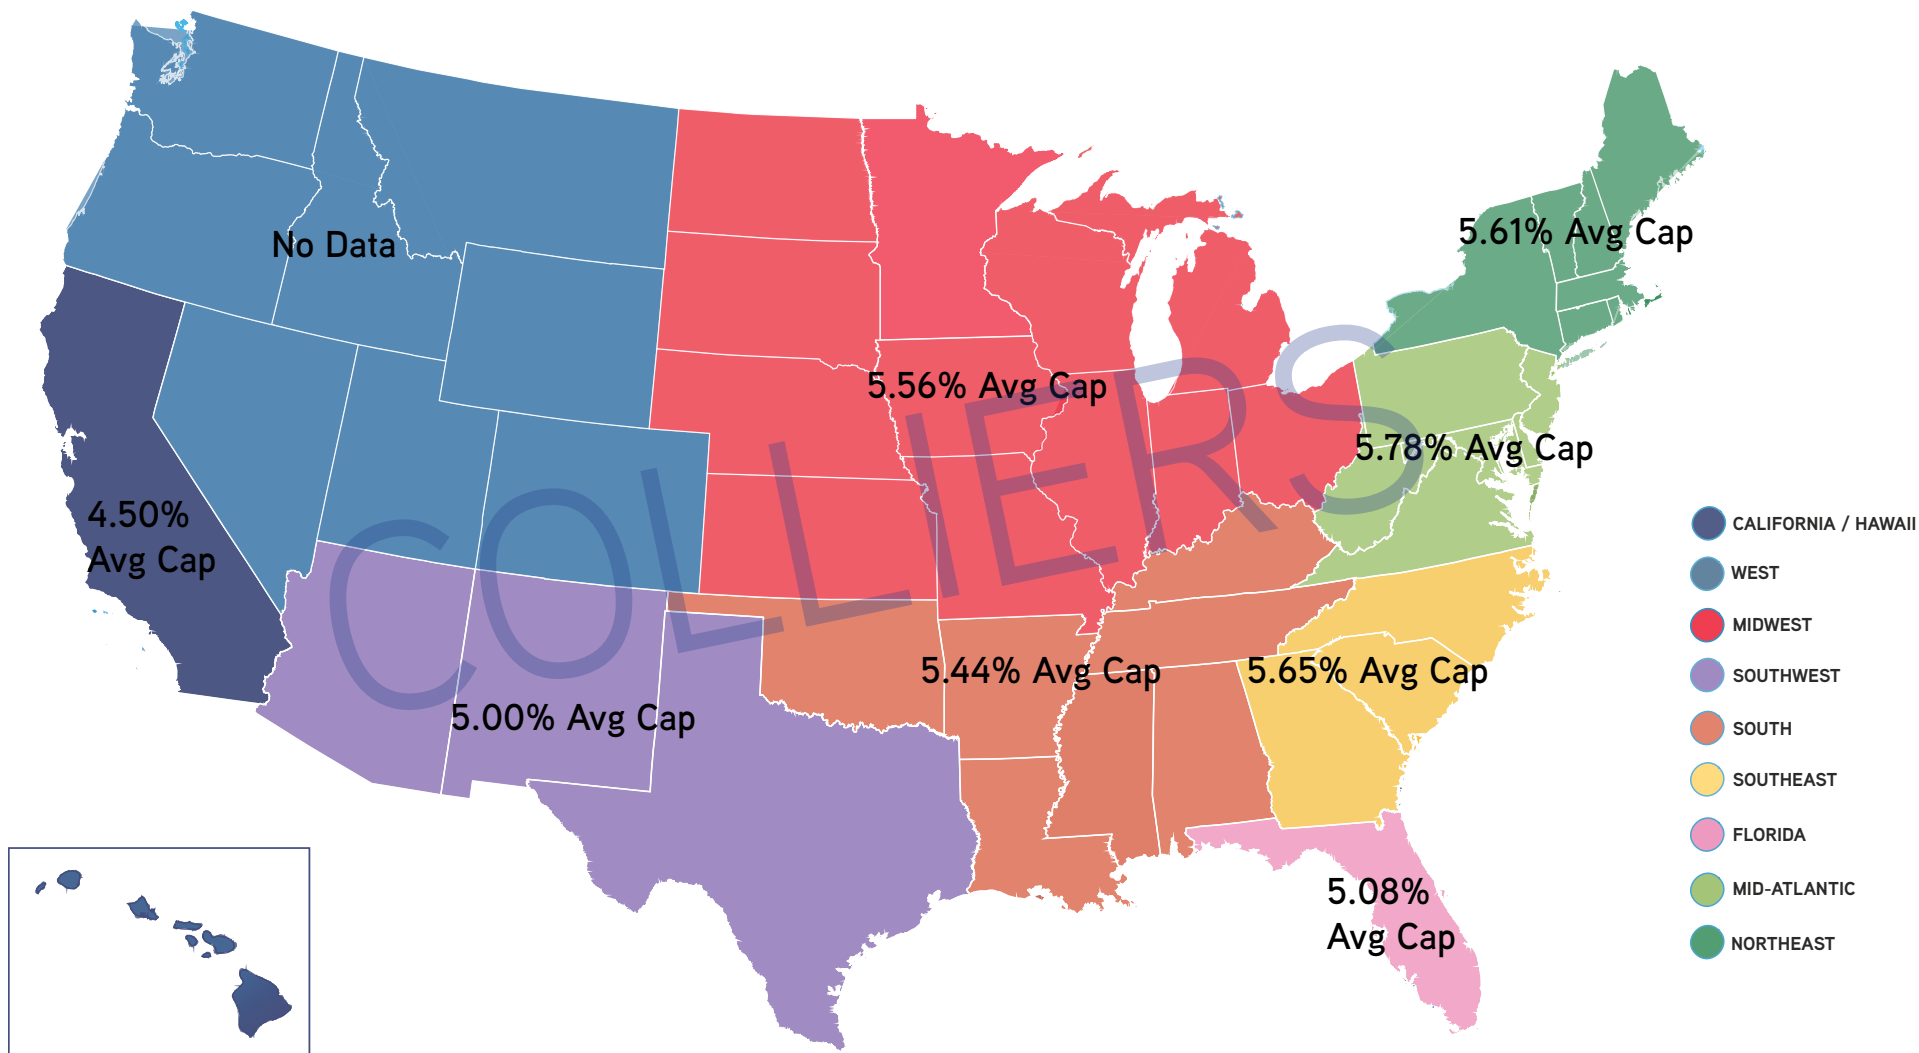 5.61% Avg Cap
No Data
5.56% Avg Cap
5.78% Avg Cap
4.50%
Avg Cap
5.44% Avg Cap
5.65% Avg Cap
5.00% Avg Cap
5.08%
Avg Cap
COLLIERS
CALIFORNIA / HAWAII
WEST
MIDWEST
SOUTHWEST
SOUTH
SOUTHEAST
FLORIDA
MID-ATLANTIC
NORTHEAST